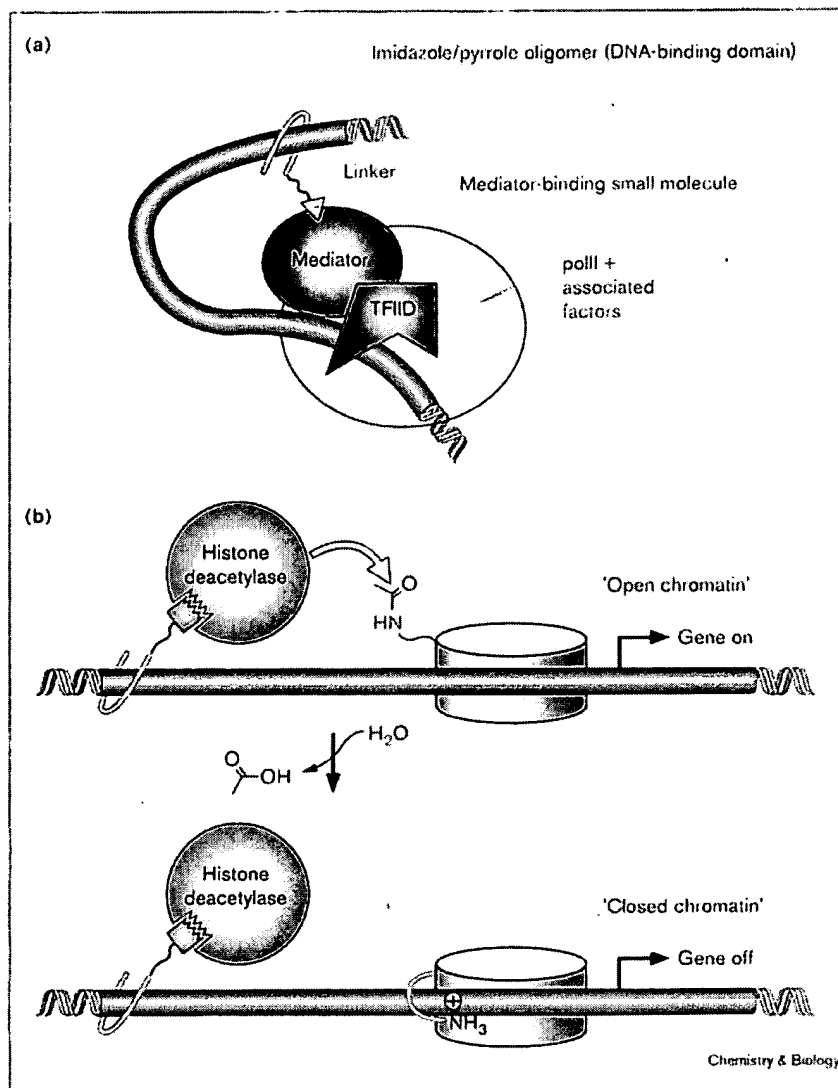 (a)
Imidazole/pyrrole oligomer (DNA-binding domain)
Linker
Mediator-binding small molecule
Mediator
polII +
associated
factors
TFIID
(b)
Histone
deacetylase
O
HN
'Open chromatin'
Gene on
H₂O
O
OH
Histone
deacetylase
'Closed chromatin'
Gene off
⊕
NH₃
Chemistry & Biology